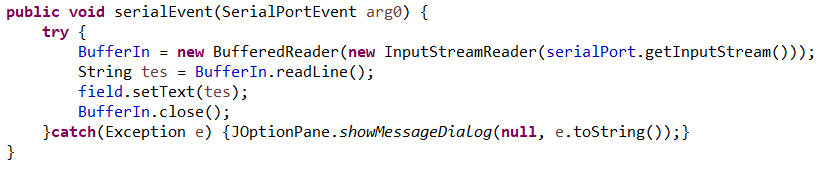 public void serialEvent(SerialPortEvent arg0) {
    try {
        BufferIn = new BufferedReader(new InputStreamReader(serialPort.getInputStream()));
        String tes = BufferIn.readLine();
        field.setText(tes);
        BufferIn.close();
    }catch(Exception e) {JOptionPane.showMessageDialog(null, e.toString());}
}